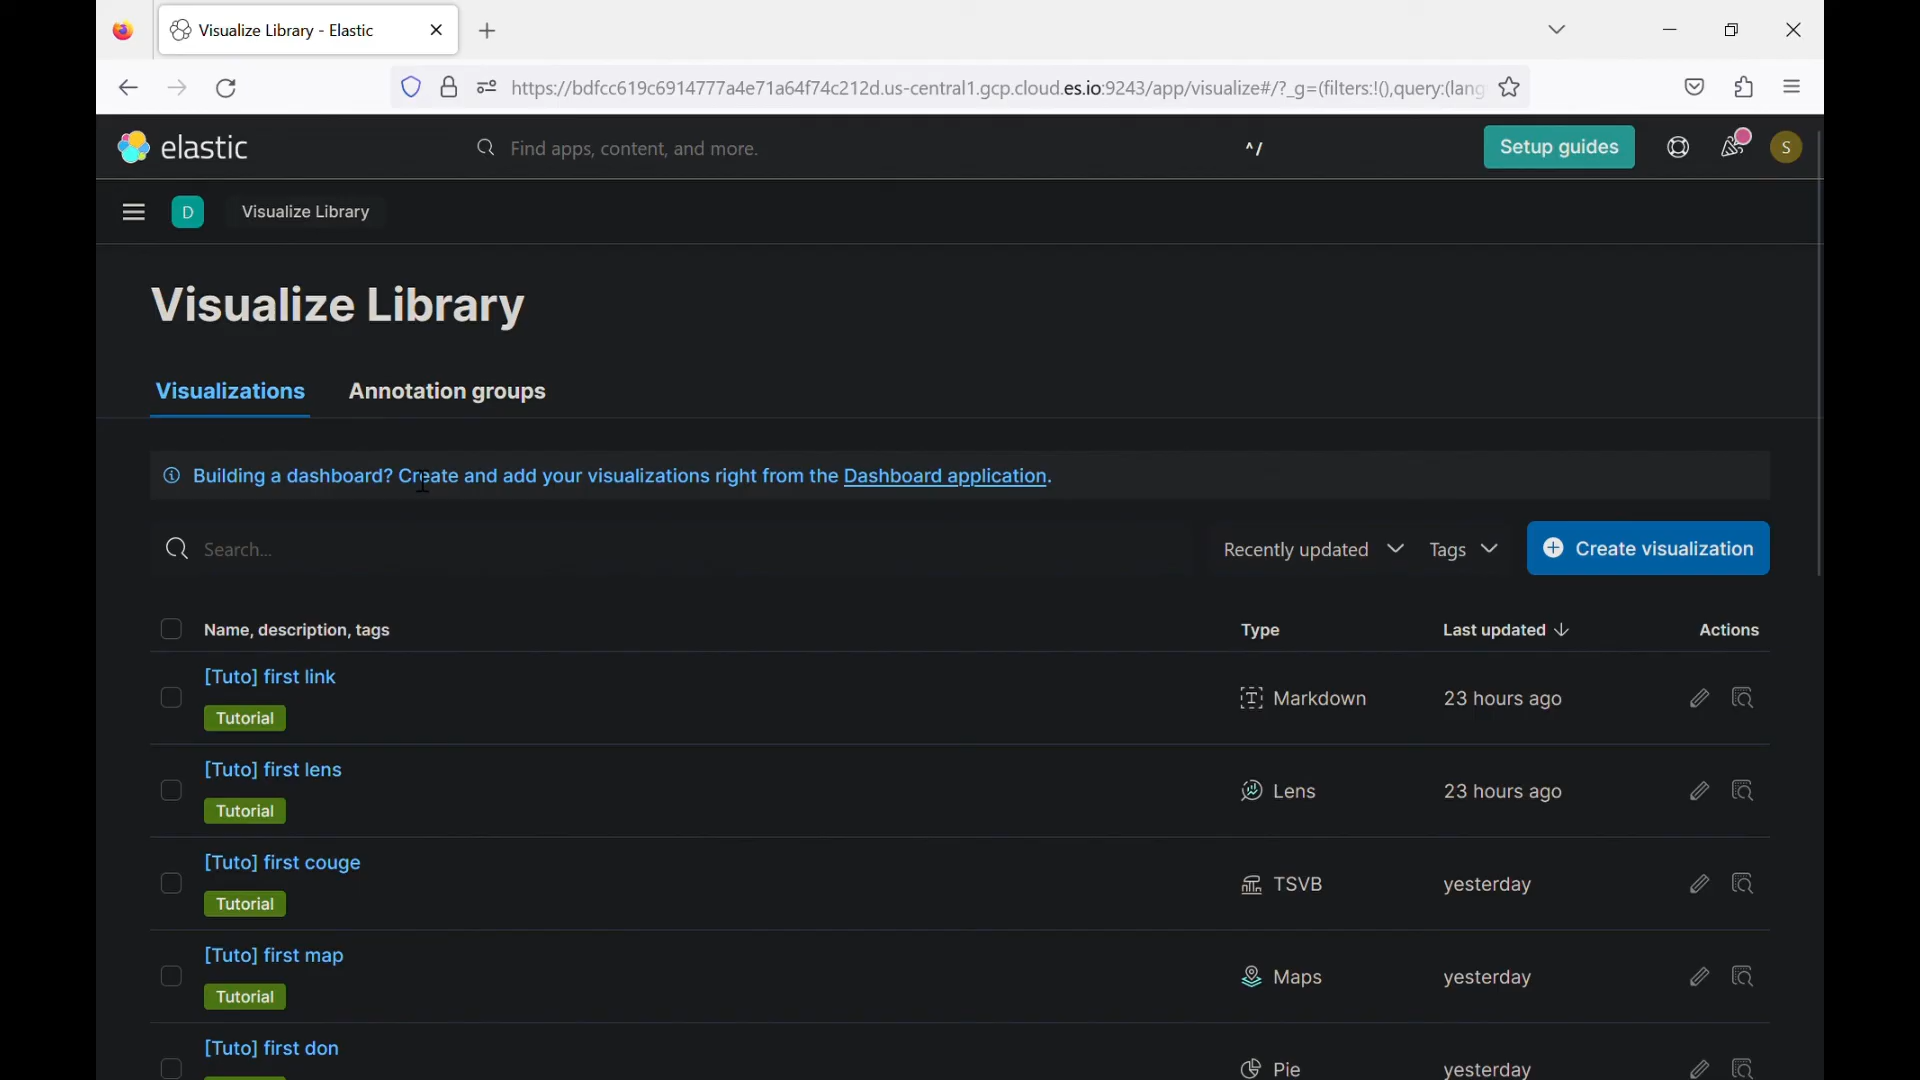 Visualize Library - Elastic
https://bdfcc619c6914777a4e71a64f74c212d.us-central1.gcp.cloud.es.io:9243/app/visualize#/?_g=(filters:!(),query:(lang
elastic
Find apps, content, and more.
^/
Setup guides
S
D
Visualize Library
Visualize Library
Visualizations
Annotation groups
Building a dashboard? Create and add your visualizations right from the Dashboard application.
Search...
Recently updated
Tags
Create visualization
Name, description, tags
Type
Last updated
Actions
[Tuto] first link
Tutorial
Markdown
23 hours ago
[Tuto] first lens
Tutorial
Lens
23 hours ago
[Tuto] first couge
Tutorial
TSVB
yesterday
[Tuto] first map
Tutorial
Maps
yesterday
[Tuto] first don
Pie
yesterday